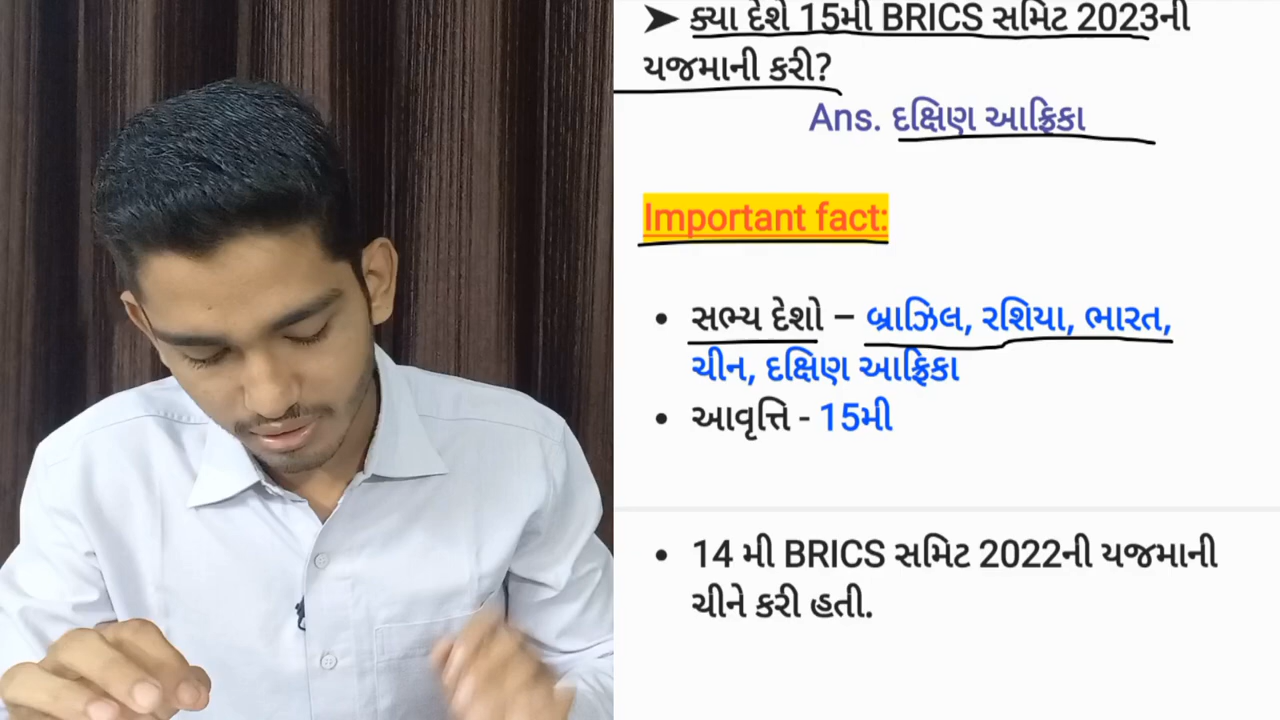 ➤ ક્યા દેશે 15મી BRICS સમિટ 2023ની
યજમાની કરી?
Ans. દક્ષિણ આફ્રિકા
Important fact:
• સભ્ય દેશો – બ્રાઝિલ, રશિયા, ભારત,
ચીન, દક્ષિણ આફ્રિકા
• આવૃત્તિ - 15મી
• 14 મી BRICS સમિટ 2022ની યજમાની
ચીને કરી હતી.